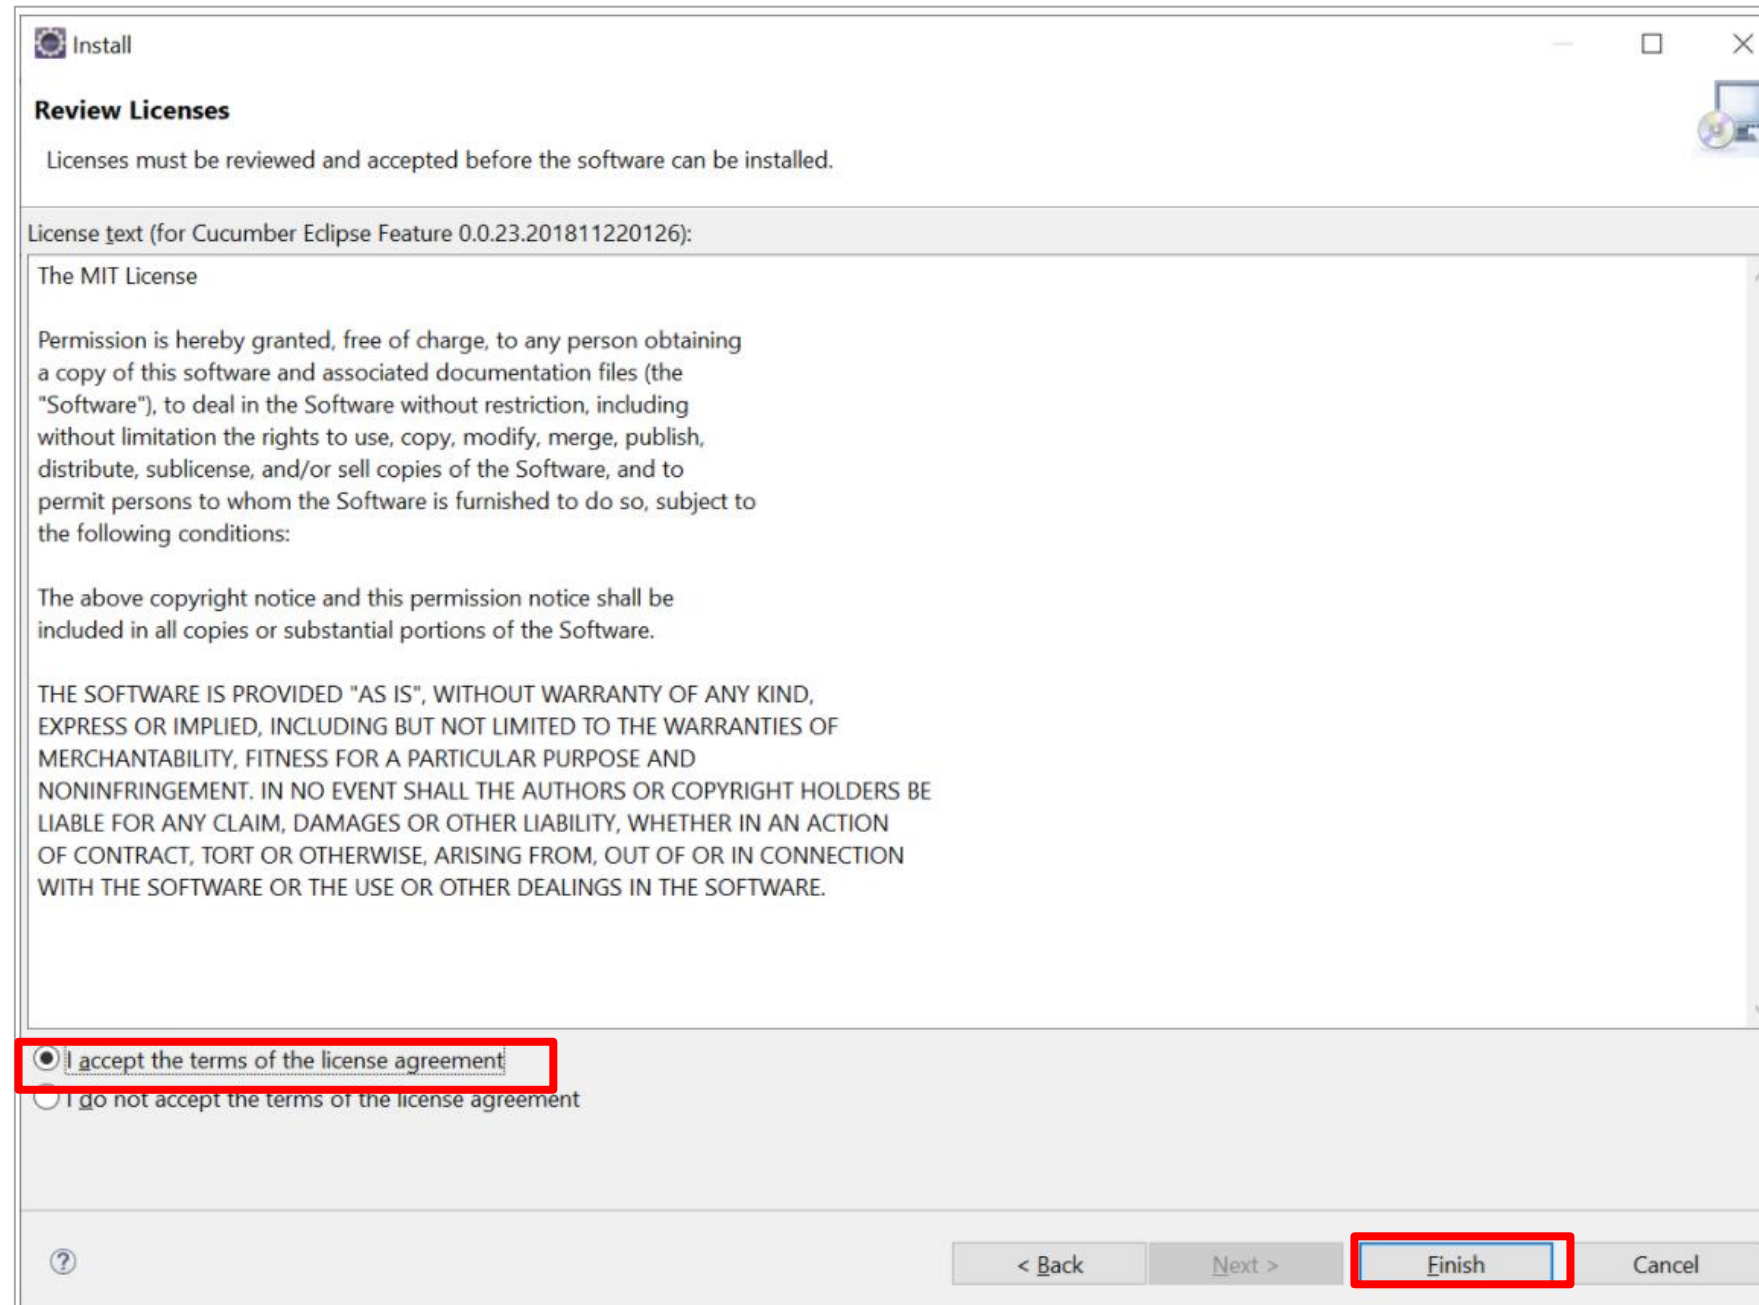 Install
Review Licenses
Licenses must be reviewed and accepted before the software can be installed.
License text (for Cucumber Eclipse Feature 0.0.23.201811220126):
The MIT License
Permission is hereby granted, free of charge, to any person obtaining
a copy of this software and associated documentation files (the
"Software"), to deal in the Software without restriction, including
without limitation the rights to use, copy, modify, merge, publish,
distribute, sublicense, and/or sell copies of the Software, and to
permit persons to whom the Software is furnished to do so, subject to
the following conditions:
The above copyright notice and this permission notice shall be
included in all copies or substantial portions of the Software.
THE SOFTWARE IS PROVIDED "AS IS", WITHOUT WARRANTY OF ANY KIND,
EXPRESS OR IMPLIED, INCLUDING BUT NOT LIMITED TO THE WARRANTIES OF
MERCHANTABILITY, FITNESS FOR A PARTICULAR PURPOSE AND
NONINFRINGEMENT. IN NO EVENT SHALL THE AUTHORS OR COPYRIGHT HOLDERS BE
LIABLE FOR ANY CLAIM, DAMAGES OR OTHER LIABILITY, WHETHER IN AN ACTION
OF CONTRACT, TORT OR OTHERWISE, ARISING FROM, OUT OF OR IN CONNECTION
WITH THE SOFTWARE OR THE USE OR OTHER DEALINGS IN THE SOFTWARE.
I accept the terms of the license agreement
I do not accept the terms of the license agreement
? < Back Next > Finish Cancel